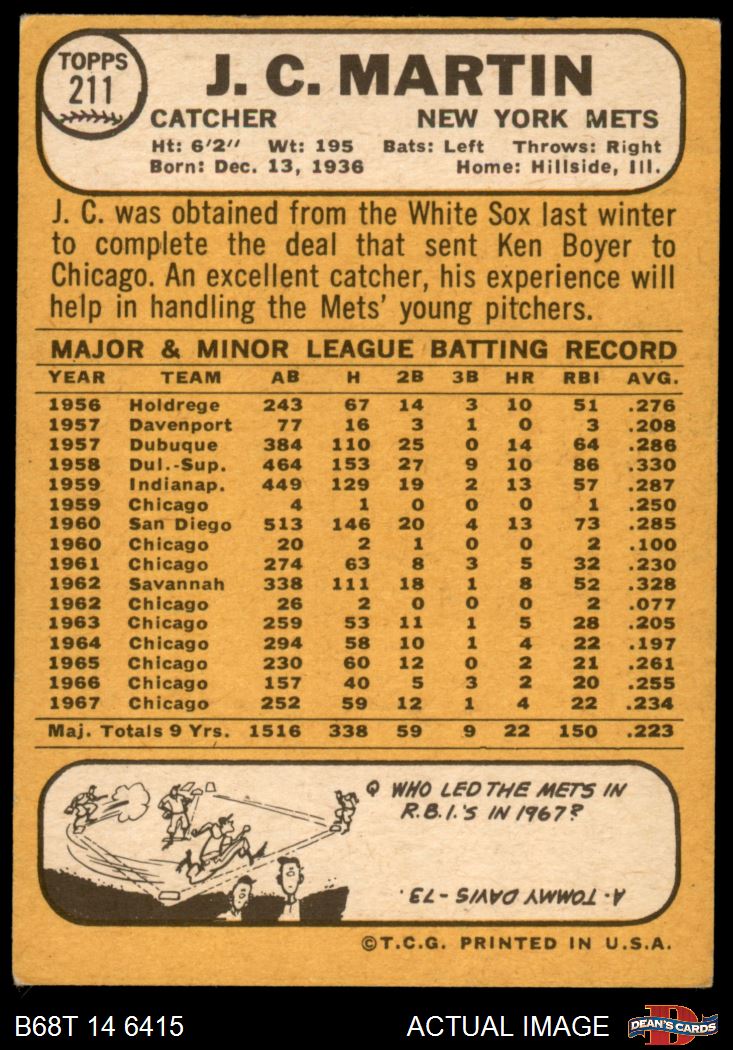 TOPPS
211
J. C. MARTIN
CATCHER NEW YORK METS
Ht: 6'2" Wt: 195 Bats: Left Throws: Right
Born: Dec. 13, 1936 Home: Hillside, Ill.
J. C. was obtained from the White Sox last winter
to complete the deal that sent Ken Boyer to
Chicago. An excellent catcher, his experience will
help in handling the Mets' young pitchers.
MAJOR & MINOR LEAGUE BATTING RECORD
YEAR TEAM AB H 2B 3B HR RBI AVG.
1956 Holdrege 243 67 14 3 10 51 .276
1957 Davenport 77 16 3 1 0 3 .208
1957 Dubuque 384 110 25 0 14 64 .286
1958 Dul.-Sup. 464 153 27 9 10 86 .330
1959 Indianap. 449 129 19 2 13 57 .287
1959 Chicago 4 1 0 0 0 1 .250
1960 San Diego 513 146 20 4 13 73 .285
1960 Chicago 20 2 1 0 0 2 .100
1961 Chicago 274 63 8 3 5 32 .230
1962 Savannah 338 111 18 1 8 52 .328
1962 Chicago 26 2 0 0 0 2 .077
1963 Chicago 259 53 11 1 5 28 .205
1964 Chicago 294 58 10 1 4 22 .197
1965 Chicago 230 60 12 0 2 21 .261
1966 Chicago 157 40 5 3 2 20 .255
1967 Chicago 252 59 12 1 4 22 .234
Maj. Totals 9 Yrs. 1516 338 59 9 22 150 .223
Q WHO LED THE METS IN
R.B.I.'S IN 1967?
A- TOMMY DAVIS - 73.
©T.C.G. PRINTED IN U.S.A.
B68T 14 6415 ACTUAL IMAGE D DEAN'S CARDS